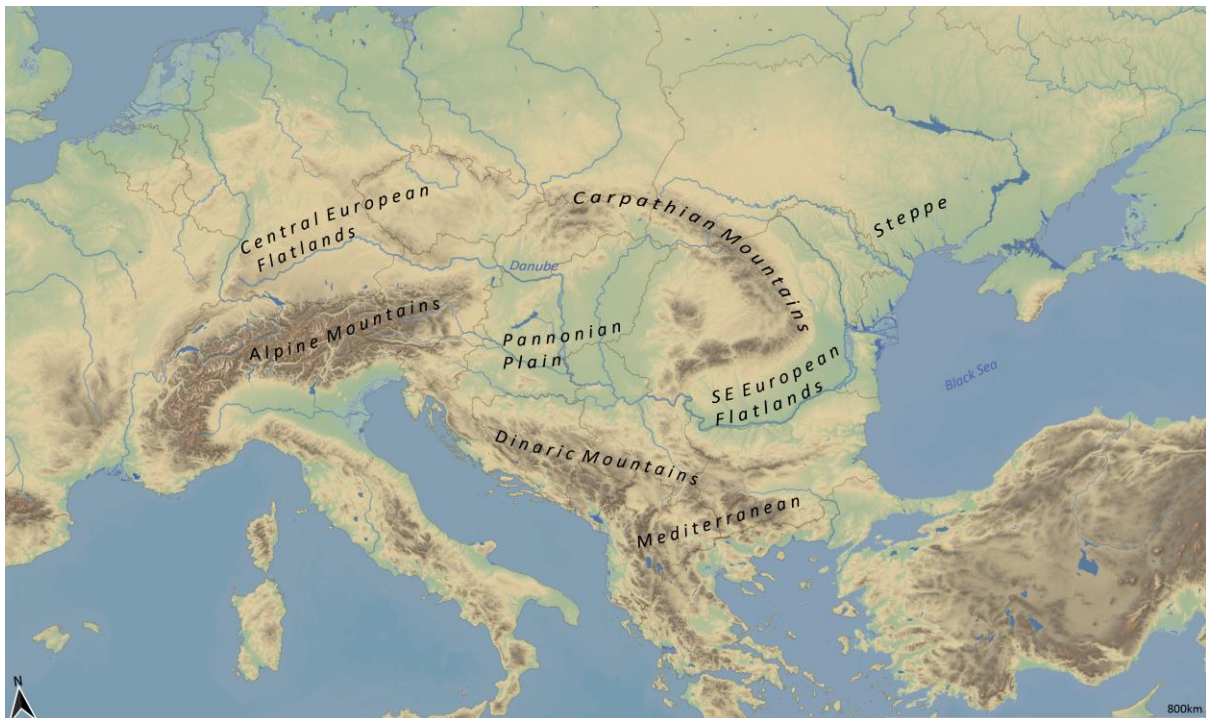 Central European
Flatlands
Carpathian Mountains
Steppe
Danube
Alpine Mountains
Pannonian
Plain
SE European
Flatlands
Black Sea
Dinaric Mountains
Mediterranean
N
800km